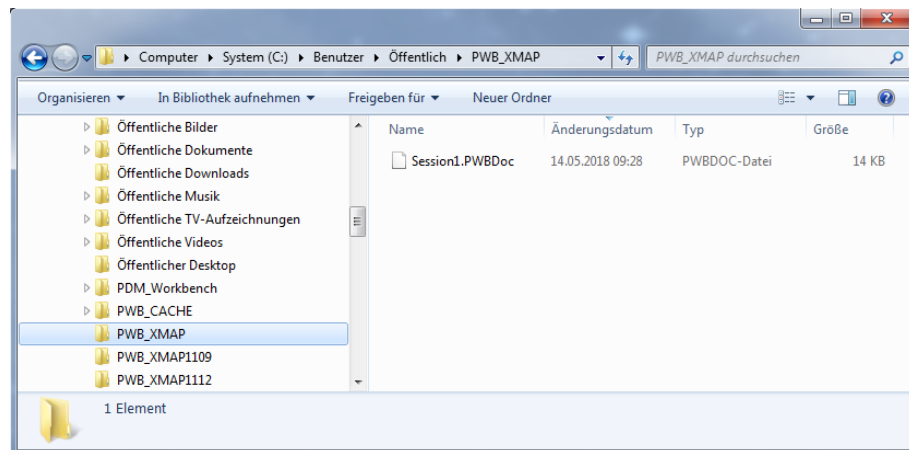 Computer System (C:) Benutzer Öffentlich PWB_XMAP PWB_XMAP durchsuchen
Organisieren In Bibliothek aufnehmen Freigeben für Neuer Ordner
Öffentliche Bilder
Öffentliche Dokumente
Öffentliche Downloads
Öffentliche Musik
Öffentliche TV-Aufzeichnungen
Öffentliche Videos
Öffentlicher Desktop
PDM_Workbench
PWB_CACHE
PWB_XMAP
PWB_XMAP1109
PWB_XMAP1112
Name Änderungsdatum Typ Größe
Session1.PWBDoc 14.05.2018 09:28 PWBDOC-Datei 14 KB
1 Element